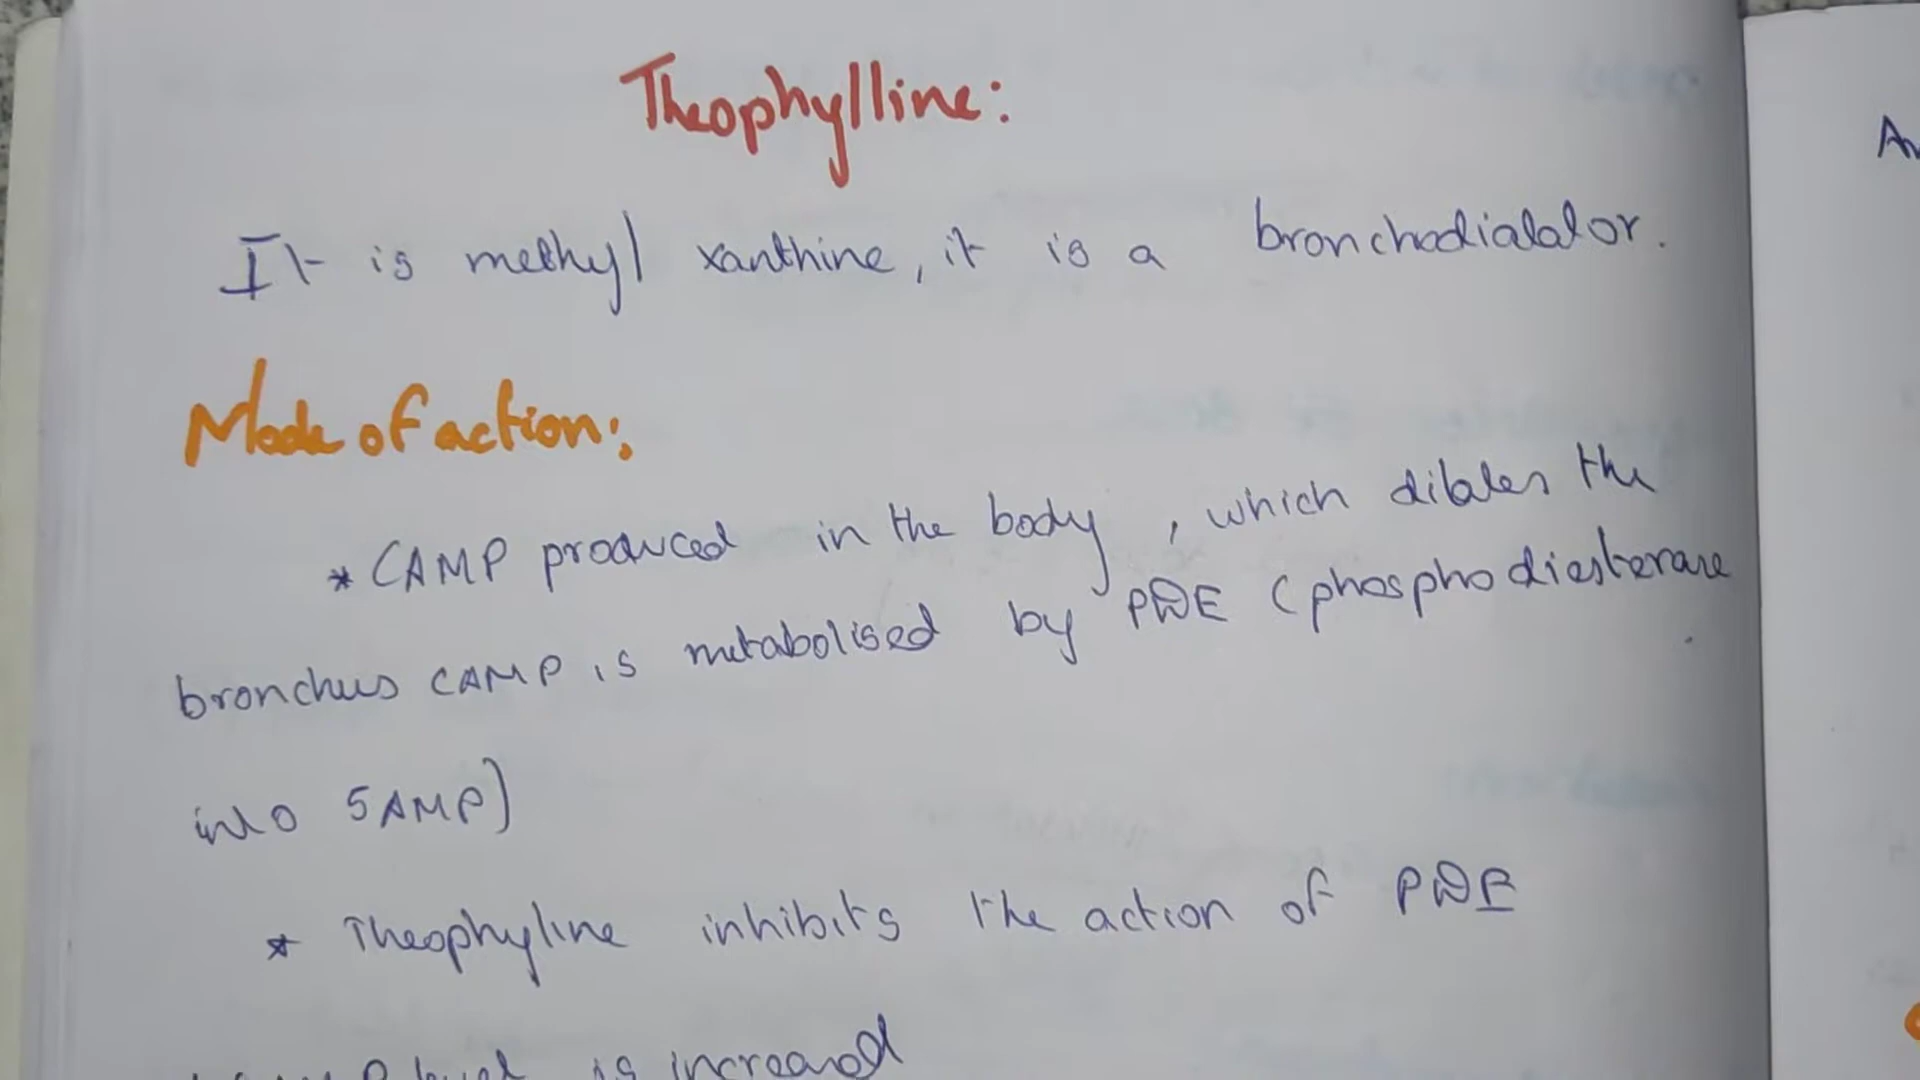 Theophylline:
It is methyl xanthine, it is a bronchodialator.
Mode of action:
* CAMP produced in the body, which dilates the
bronchus CAMP is metabolised by PDE (phosphodiesterase
into 5AMP)
* Theophyline inhibits the action of PDE
level is increased